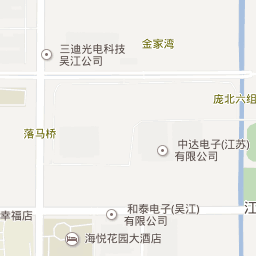 金家湾
三迪光电科技
吴江公司
庞北六组
落马桥
中达电子(江苏)
有限公司
和泰电子(吴江)
有限公司
江
幸福店
海悦花园大酒店